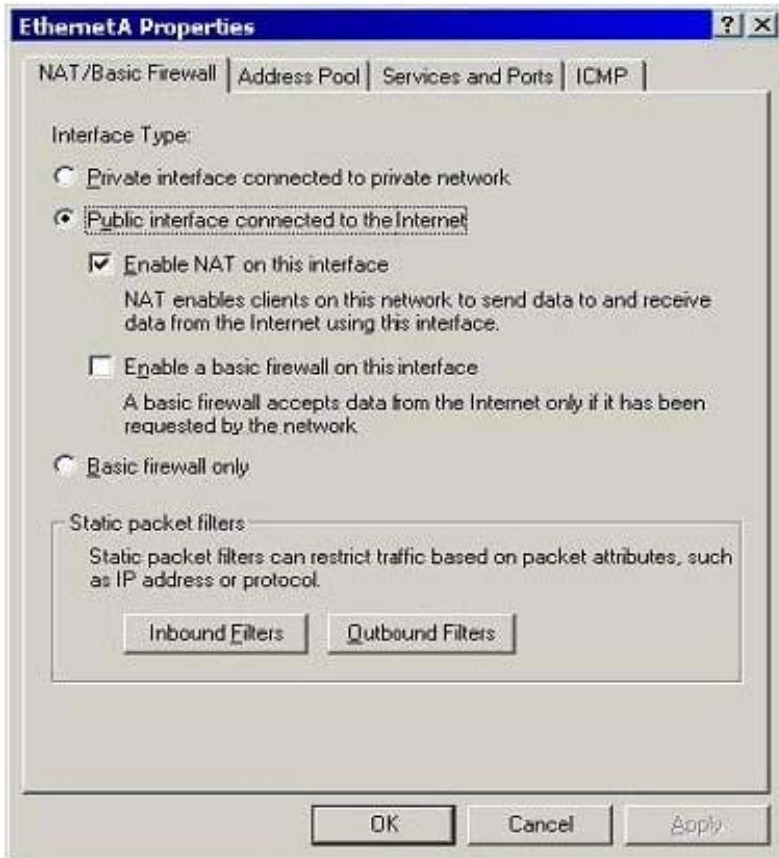 EthernetA Properties
NAT/Basic Firewall Address Pool Services and Ports ICMP
Interface Type:
Private interface connected to private network
Public interface connected to the Internet
Enable NAT on this interface
NAT enables clients on this network to send data to and receive
data from the Internet using this interface.
Enable a basic firewall on this interface
A basic firewall accepts data from the Internet only if it has been
requested by the network.
Basic firewall only
Static packet filters
Static packet filters can restrict traffic based on packet attributes, such
as IP address or protocol.
Inbound Filters Outbound Filters
OK Cancel Apply